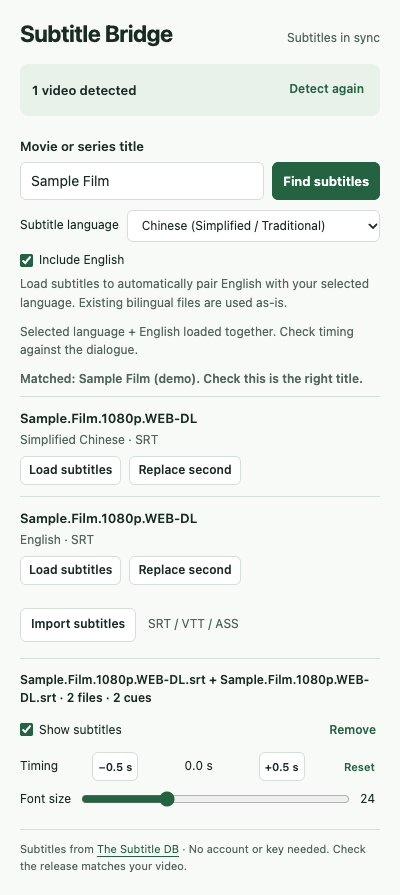 Subtitle Bridge
Subtitles in sync
1 video detected
Detect again
Movie or series title
Sample Film
Find subtitles
Subtitle language
Chinese (Simplified / Traditional)
Include English
Load subtitles to automatically pair English with your selected
language. Existing bilingual files are used as-is.
Selected language + English loaded together. Check timing
against the dialogue.
Matched: Sample Film (demo). Check this is the right title.
Sample.Film.1080p.WEB-DL
Simplified Chinese · SRT
Load subtitles
Replace second
Sample.Film.1080p.WEB-DL
English · SRT
Load subtitles
Replace second
Import subtitles
SRT / VTT / ASS
Sample.Film.1080p.WEB-DL.srt + Sample.Film.1080p.WEB-
DL.srt · 2 files · 2 cues
Show subtitles
Remove
Timing
−0.5 s
0.0 s
+0.5 s
Reset
Font size
24
Subtitles from The Subtitle DB · No account or key needed. Check
the release matches your video.